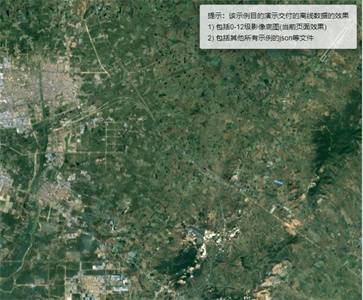 提示：该示例目的演示交付的离线数据的效果
1) 包括0-12级影像底图(当前页面效果)
2) 包括其他所有示例的json等文件